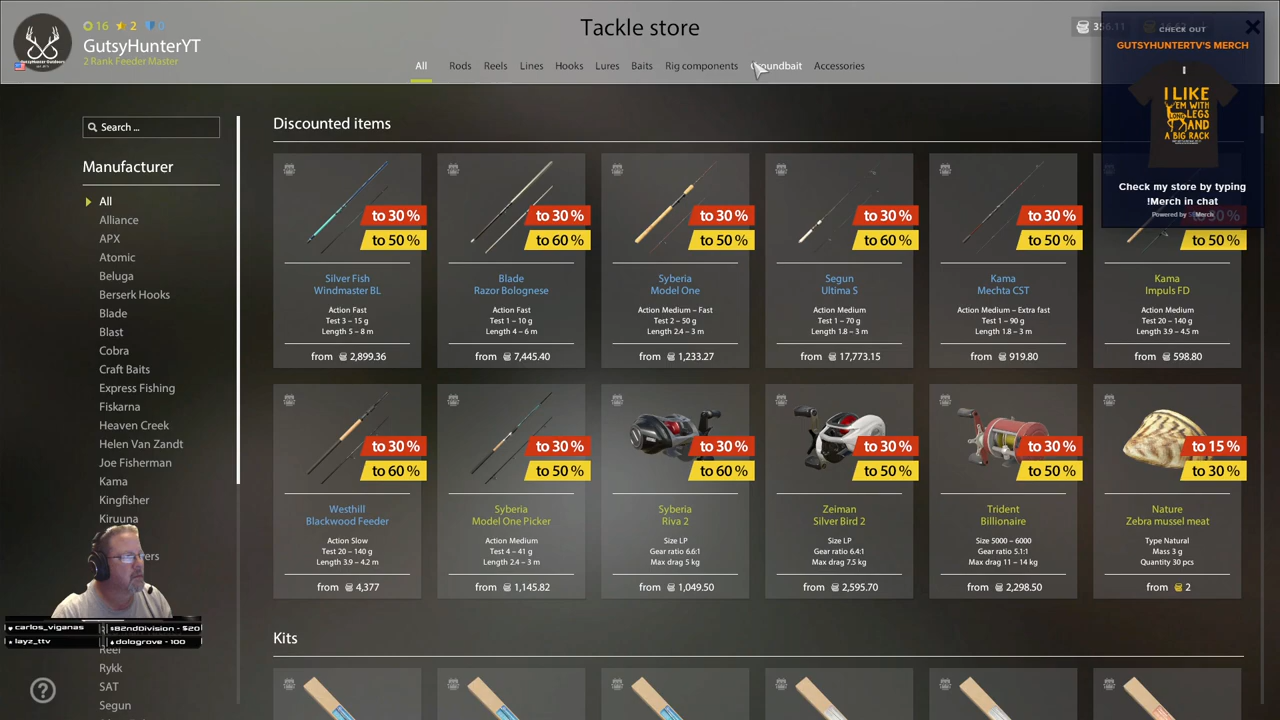 16 2 0
GutsyHunterYT
2 Rank Feeder Master
Tackle store
All Rods Reels Lines Hooks Lures Baits Rig components Groundbait Accessories
CHECK OUT
GUTSYHUNTERTV'S MERCH
I LIKE
'EM WITH
LONG LEGS
AND
A BIG RACK
Check my store by typing
!Merch in chat
Powered by
Merch
Search ...
Manufacturer
All
Alliance
APX
Atomic
Beluga
Berserk Hooks
Blade
Blast
Cobra
Craft Baits
Express Fishing
Fiskarna
Heaven Creek
Helen Van Zandt
Joe Fisherman
Kama
Kingfisher
Kiruuna
Reel
Rykk
SAT
Segun
Discounted items
to 30 %
to 50 %
Silver Fish
Windmaster BL
Action Fast
Test 3 – 15 g
Length 5 – 8 m
from 2,899.36
to 30 %
to 60 %
Blade
Razor Bolognese
Action Fast
Test 1 – 10 g
Length 4 – 6 m
from 7,445.40
to 30 %
to 50 %
Syberia
Model One
Action Medium – Fast
Test 2 – 50 g
Length 2.4 – 3 m
from 1,233.27
to 30 %
to 60 %
Segun
Ultima S
Action Medium
Test 1 – 70 g
Length 1.8 – 3 m
from 17,773.15
to 30 %
to 50 %
Kama
Mechta CST
Action Medium – Extra fast
Test 1 – 90 g
Length 1.8 – 3 m
from 919.80
to 30 %
to 50 %
Kama
Impuls FD
Action Medium
Test 20 – 140 g
Length 3.9 – 4.5 m
from 598.80
to 30 %
to 60 %
Westhill
Blackwood Feeder
Action Slow
Test 20 – 140 g
Length 3.9 – 4.2 m
from 4,377
to 30 %
to 50 %
Syberia
Model One Picker
Action Medium
Test 4 – 41 g
Length 2.4 – 3 m
from 1,145.82
to 30 %
to 60 %
Syberia
Riva 2
Size LP
Gear ratio 6.6:1
Max drag 5 kg
from 1,049.50
to 30 %
to 50 %
Zeiman
Silver Bird 2
Size LP
Gear ratio 6.4:1
Max drag 7.5 kg
from 2,595.70
to 30 %
to 50 %
Trident
Billionaire
Size 5000 – 6000
Gear ratio 5.1:1
Max drag 11 – 14 kg
from 2,298.50
to 15 %
to 30 %
Nature
Zebra mussel meat
Type Natural
Mass 3 g
Quantity 30 pcs
from 2
Kits
carlos_viganas
82ndDivision - $20
layz_ttv
dologrove - 100
?